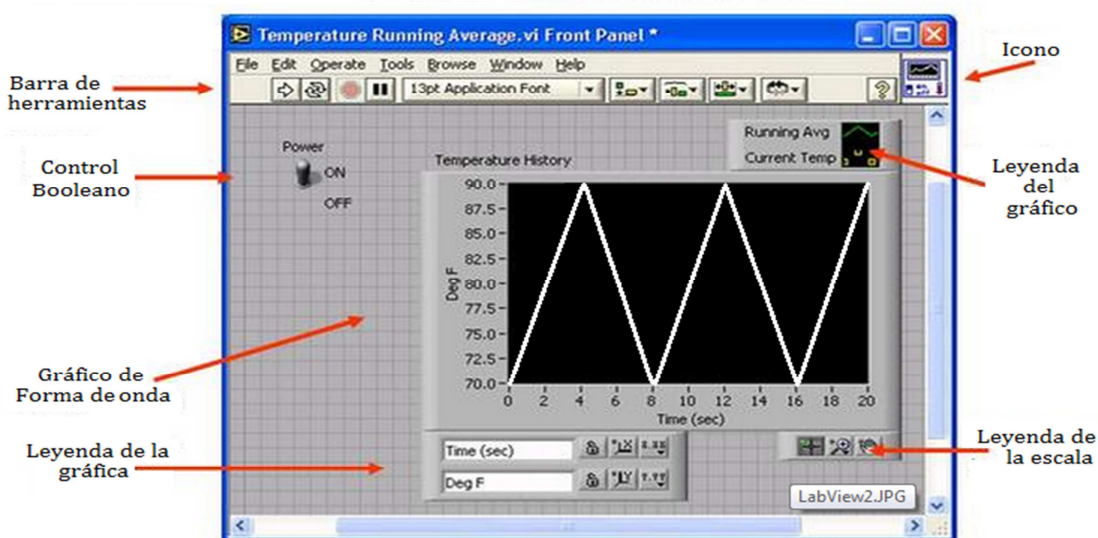 Temperature Running Average.vi Front Panel *
File Edit Operate Tools Browse Window Help
13pt Application Font
?
Icono
Barra de
herramientas
Control
Booleano
Power
ON
OFF
Running Avg
Current Temp
Leyenda
del
gráfico
Temperature History
90.0
87.5
85.0
82.5
80.0
77.5
75.0
72.5
70.0
Deg F
0 2 4 6 8 10 12 14 16 18 20
Time (sec)
Gráfico de
Forma de onda
Leyenda de la
gráfica
Time (sec)
Deg F
Leyenda de
la escala
LabView2.JPG